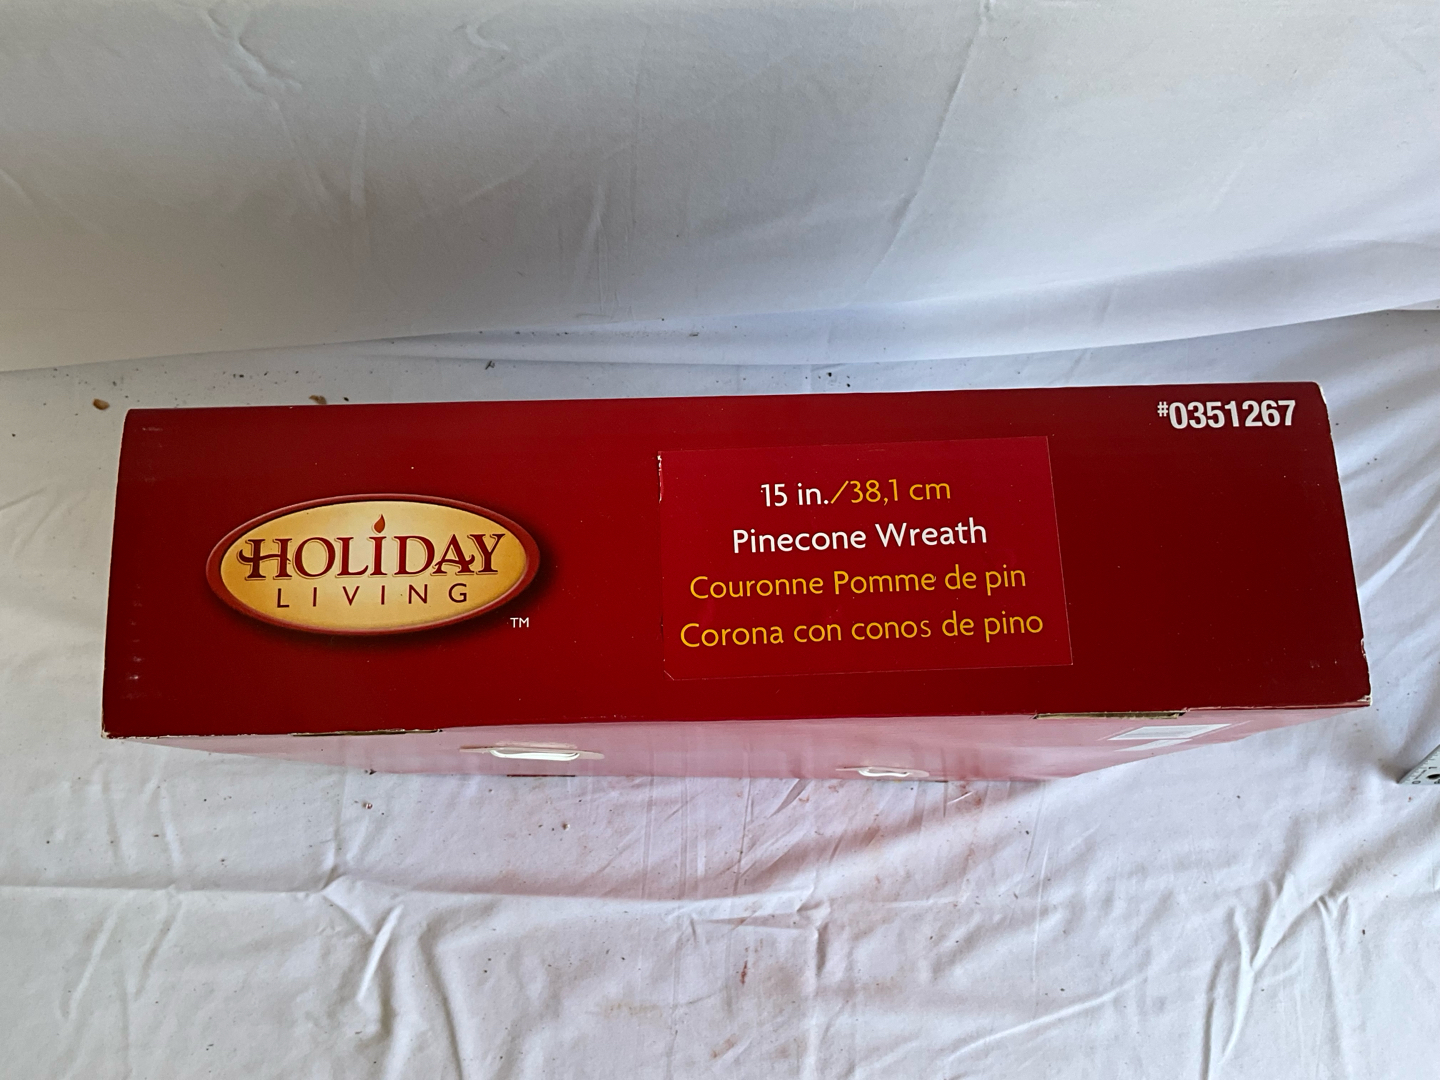 #0351267
HOLiDAY
LIVING
TM
15 in./38,1 cm
Pinecone Wreath
Couronne Pomme de pin
Corona con conos de pino